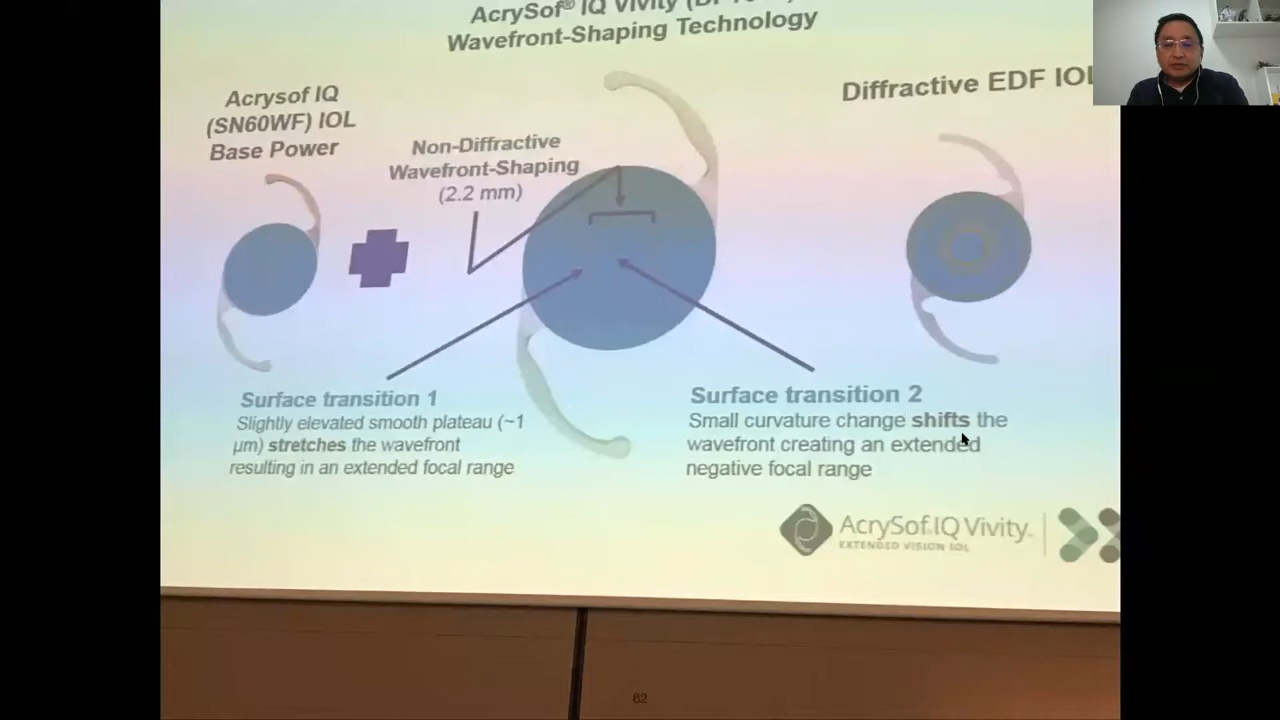 AcrySof® IQ Vivity
Wavefront-Shaping Technology
Acrysof IQ
(SN60WF) IOL
Base Power
Non-Diffractive
Wavefront-Shaping
(2.2 mm)
Diffractive EDF IOL
Surface transition 1
Slightly elevated smooth plateau (~1
µm) stretches the wavefront
resulting in an extended focal range
Surface transition 2
Small curvature change shifts the
wavefront creating an extended
negative focal range
AcrySof IQ Vivity™
EXTENDED VISION IOL
62